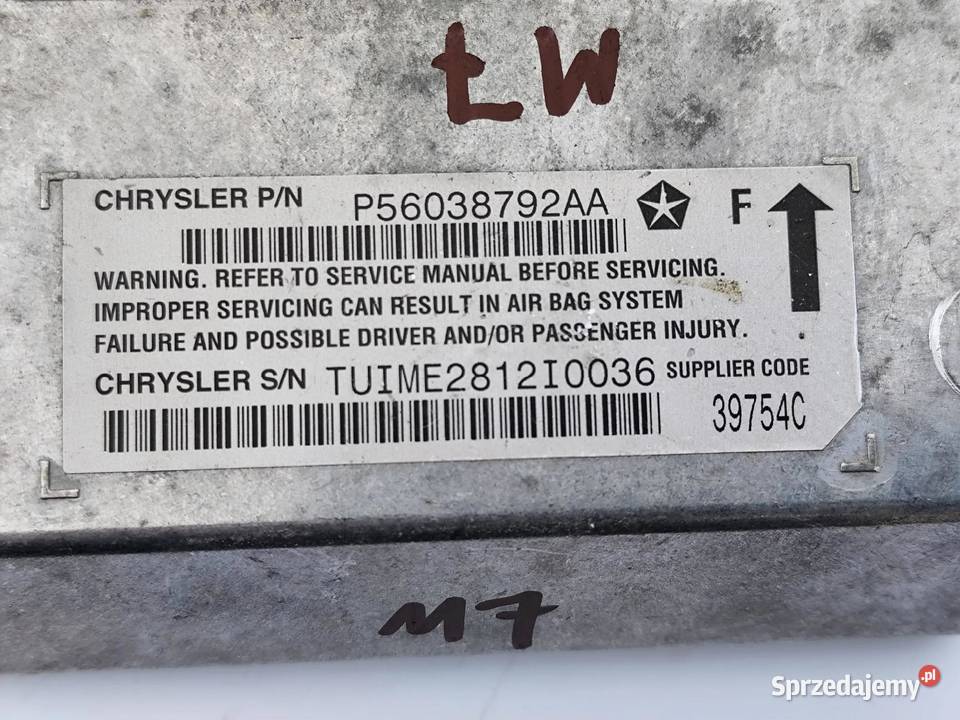 ŁW
CHRYSLER P/N P56038792AA F
WARNING. REFER TO SERVICE MANUAL BEFORE SERVICING.
IMPROPER SERVICING CAN RESULT IN AIR BAG SYSTEM
FAILURE AND POSSIBLE DRIVER AND/OR PASSENGER INJURY.
CHRYSLER S/N TUIME2812I0036 SUPPLIER CODE
39754C
M7
Sprzedajemy.pl